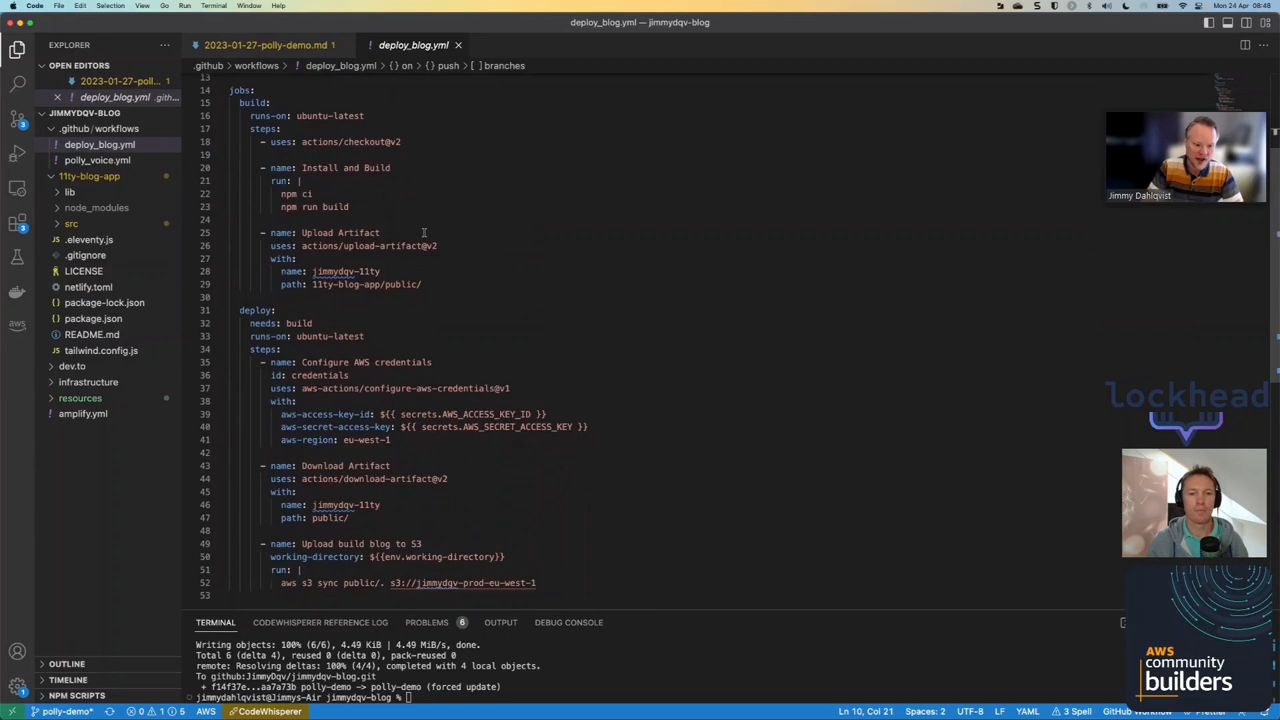 Code File Edit Selection View Go Run Terminal Window Help
Mon 24 Apr 08:48
deploy_blog.yml — jimmydqv-blog
EXPLORER
OPEN EDITORS
2023-01-27-poll... 1
deploy_blog.yml .gith...
JIMMYDQV-BLOG
.github/workflows
deploy_blog.yml
polly_voice.yml
11ty-blog-app
lib
node_modules
src
.eleventy.js
.gitignore
LICENSE
netlify.toml
package-lock.json
package.json
README.md
tailwind.config.js
dev.to
infrastructure
resources
amplify.yml
OUTLINE
TIMELINE
NPM SCRIPTS
3
2
1
aws
2023-01-27-polly-demo.md 1
deploy_blog.yml
.github > workflows > deploy_blog.yml > {} on > {} push > [ ] branches
13
14 jobs:
15 build:
16 runs-on: ubuntu-latest
17 steps:
18 - uses: actions/checkout@v2
19
20 - name: Install and Build
21 run: |
22 npm ci
23 npm run build
24
25 - name: Upload Artifact
26 uses: actions/upload-artifact@v2
27 with:
28 name: jimmydqv-11ty
29 path: 11ty-blog-app/public/
30
31 deploy:
32 needs: build
33 runs-on: ubuntu-latest
34 steps:
35 - name: Configure AWS credentials
36 id: credentials
37 uses: aws-actions/configure-aws-credentials@v1
38 with:
39 aws-access-key-id: ${{ secrets.AWS_ACCESS_KEY_ID }}
40 aws-secret-access-key: ${{ secrets.AWS_SECRET_ACCESS_KEY }}
41 aws-region: eu-west-1
42
43 - name: Download Artifact
44 uses: actions/download-artifact@v2
45 with:
46 name: jimmydqv-11ty
47 path: public/
48
49 - name: Upload build blog to S3
50 working-directory: ${{env.working-directory}}
51 run: |
52 aws s3 sync public/. s3://jimmydqv-prod-eu-west-1
53
TERMINAL CODEWHISPERER REFERENCE LOG PROBLEMS 6 OUTPUT DEBUG CONSOLE
Writing objects: 100% (6/6), 4.49 KiB | 4.49 MiB/s, done.
Total 6 (delta 4), reused 0 (delta 0), pack-reused 0
remote: Resolving deltas: 100% (4/4), completed with 4 local objects.
To github:JimmyDqv/jimmydqv-blog.git
+ f14f37e...aa7a73b polly-demo -> polly-demo (forced update)
jimmydahlqvist@Jimmys-Air jimmydqv-blog %
Jimmy Dahlqvist
lockhead
AWS
community
builders
polly-demo* 0 1 5 AWS CodeWhisperer
Ln 10, Col 21 Spaces: 2 UTF-8 LF YAML 3 Spell GitHub Workflow Prettier